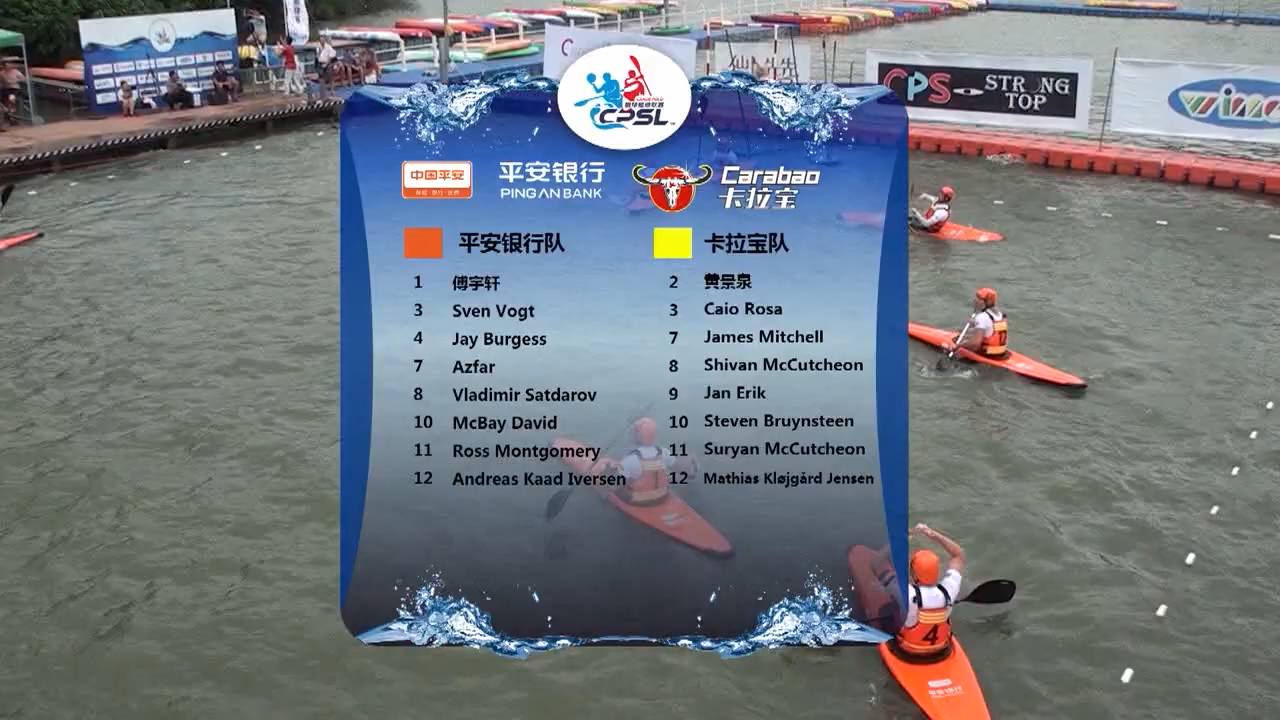 CPS STRONG TOP
CPSL
中国平安
平安银行
PING AN BANK
Carabao
卡拉宝
平安银行队
卡拉宝队
1 傅宇轩
2 黄景泉
3 Sven Vogt
3 Caio Rosa
4 Jay Burgess
7 James Mitchell
7 Azfar
8 Shivan McCutcheon
8 Vladimir Satdarov
9 Jan Erik
10 McBay David
10 Steven Bruynsteen
11 Ross Montgomery
11 Suryan McCutcheon
12 Andreas Kaad Iversen
12 Mathias Kløjgård Jensen
4